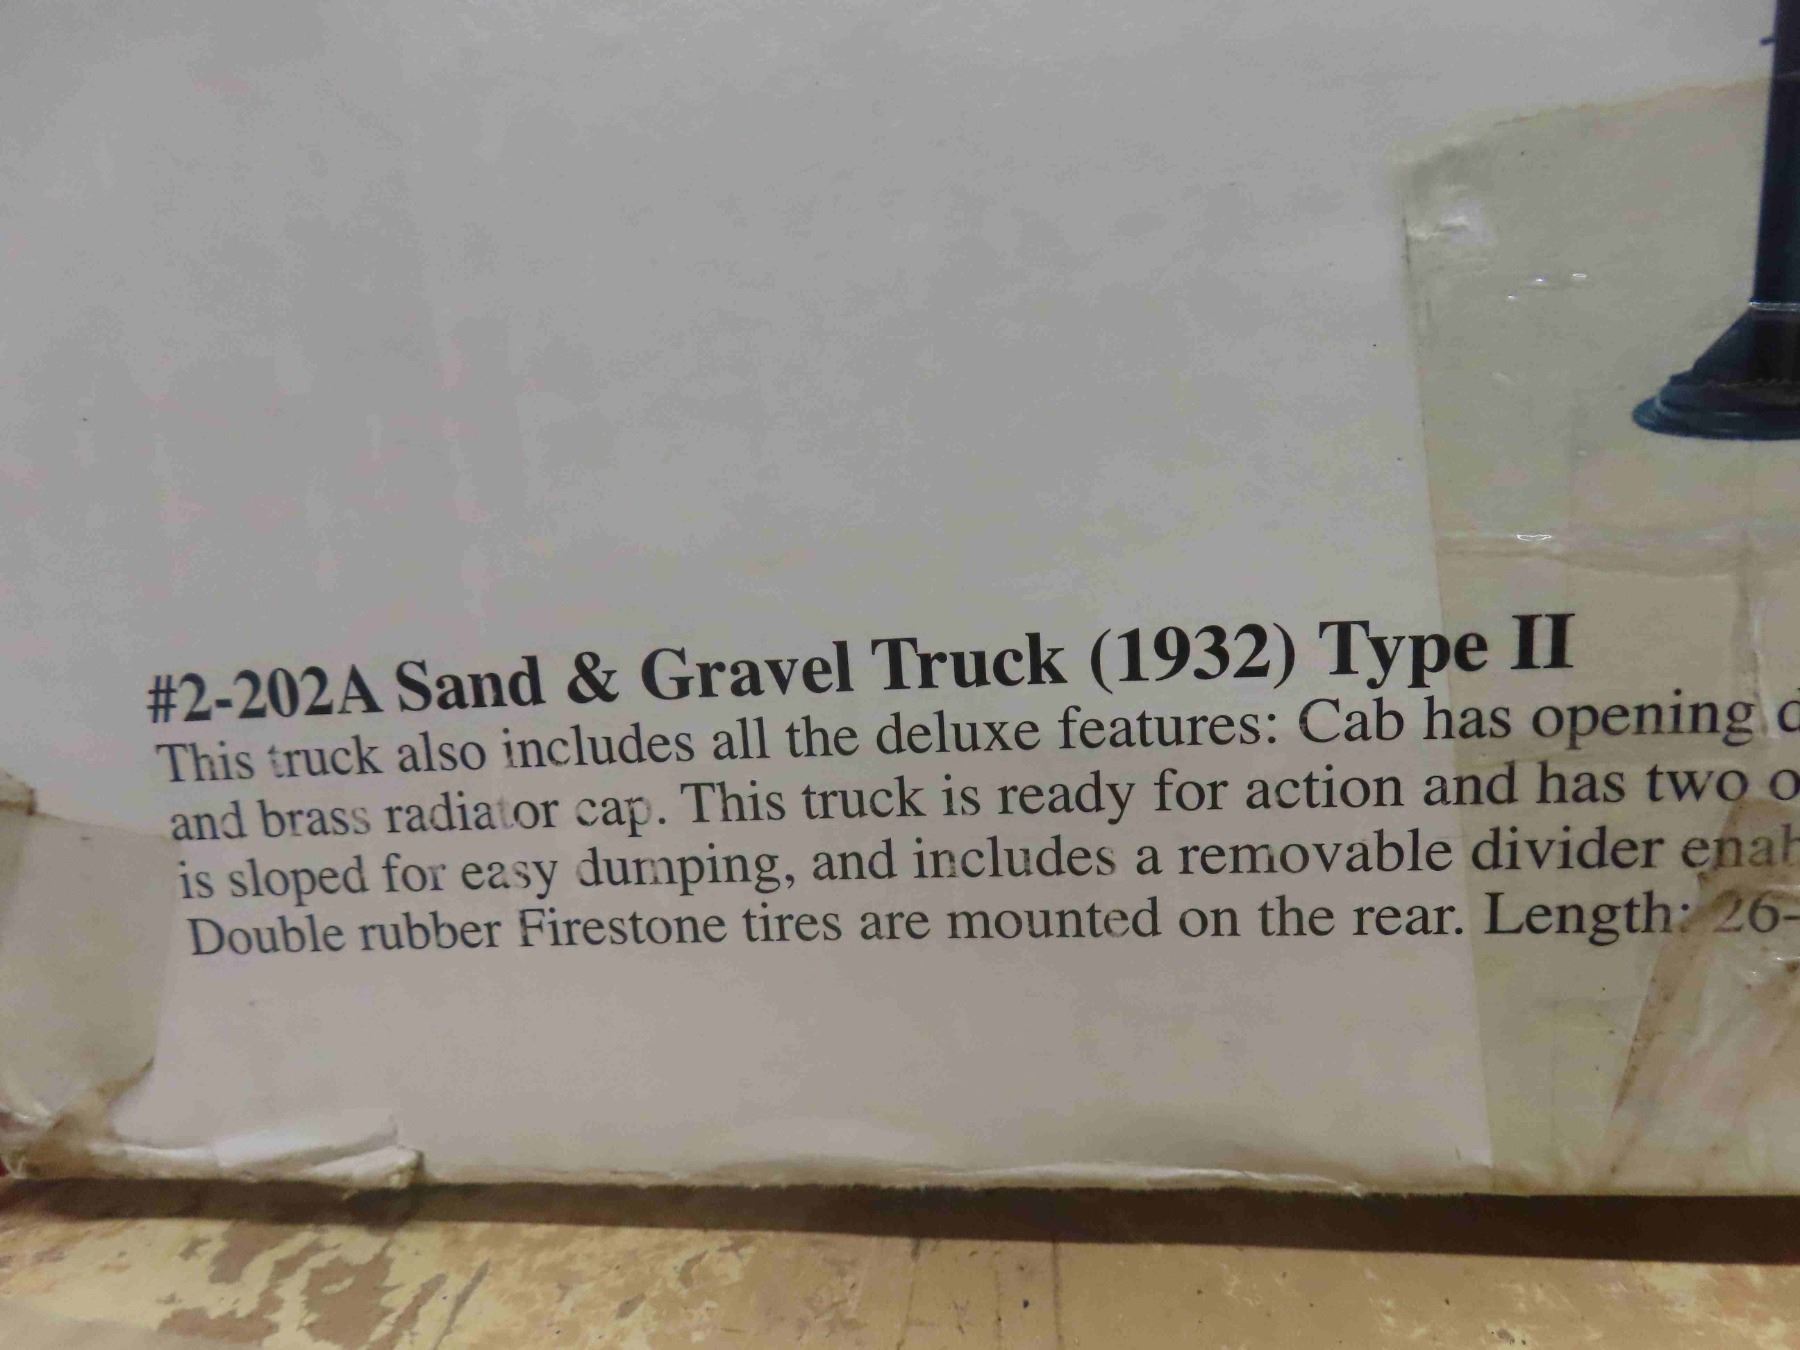 #2-202A Sand & Gravel Truck (1932) Type II
This truck also includes all the deluxe features: Cab has opening d
and brass radiator cap. This truck is ready for action and has two o
is sloped for easy dumping, and includes a removable divider enab
Double rubber Firestone tires are mounted on the rear. Length: 26-